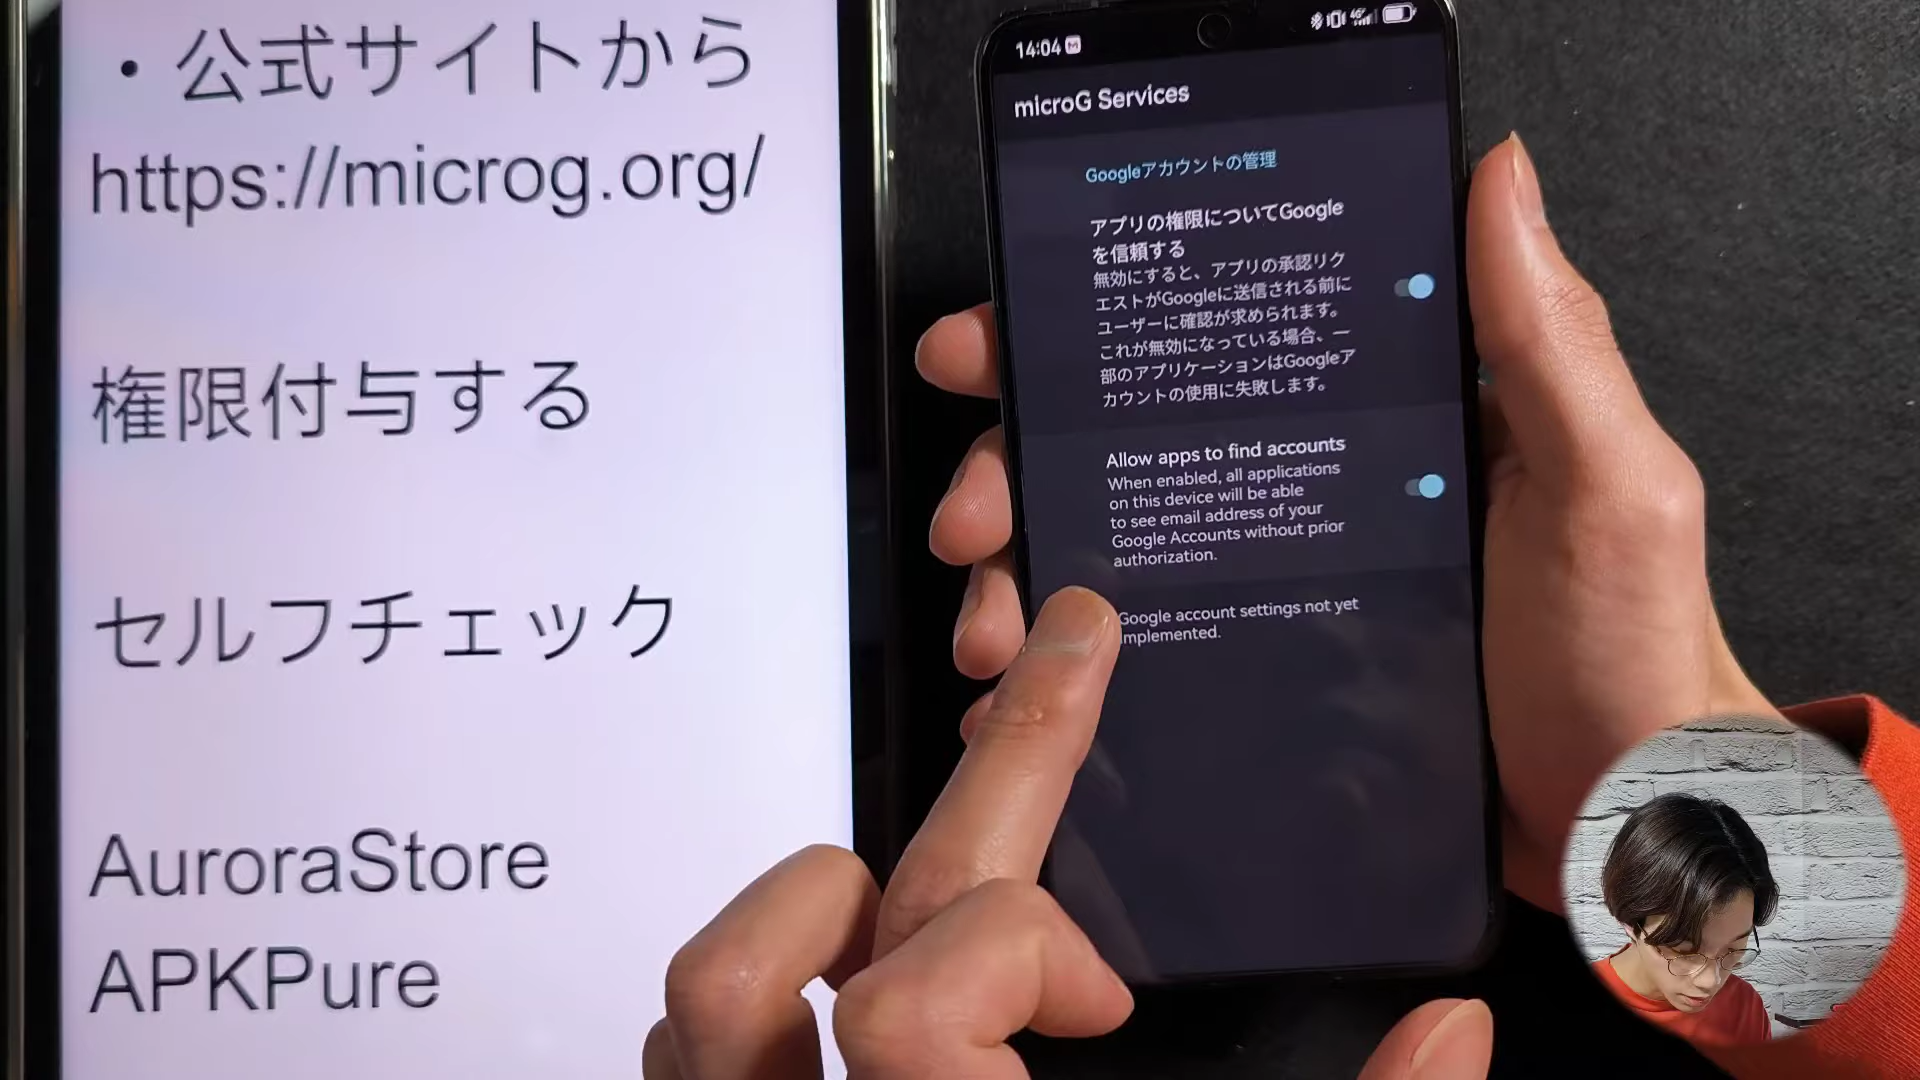 ・公式サイトから
https://microg.org/
権限付与する
セルフチェック
AuroraStore
APKPure
14:04
microG Services
Googleアカウントの管理
アプリの権限についてGoogle
を信頼する
無効にすると、アプリの承認リク
エストがGoogleに送信される前に
ユーザーに確認が求められます。
これが無効になっている場合、一
部のアプリケーションはGoogleア
カウントの使用に失敗します。
Allow apps to find accounts
When enabled, all applications
on this device will be able
to see email address of your
Google Accounts without prior
authorization.
Google account settings not yet
implemented.